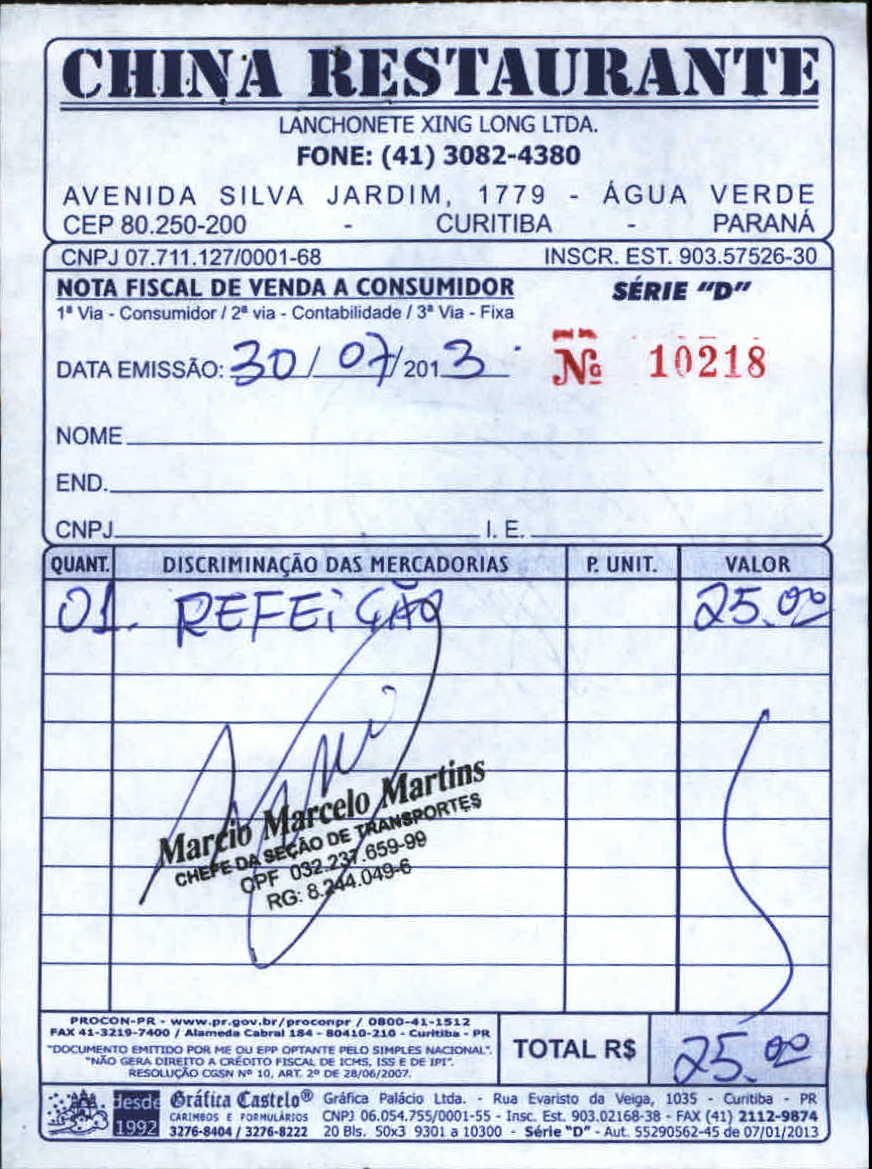 CHINA RESTAURANTE
LANCHONETE XING LONG LTDA.
FONE: (41) 3082-4380
AVENIDA SILVA JARDIM, 1779 - ÁGUA VERDE
CEP 80.250-200 - CURITIBA - PARANÁ
CNPJ 07.711.127/0001-68 INSCR. EST. 903.57526-30
NOTA FISCAL DE VENDA A CONSUMIDOR SÉRIE "D"
1ª Via - Consumidor / 2ª via - Contabilidade / 3ª Via - Fixa
DATA EMISSÃO: 30/07/2013 Nº 10218
NOME
END.
CNPJ I. E.
QUANT. DISCRIMINAÇÃO DAS MERCADORIAS P. UNIT. VALOR
01. REFEIÇÃO 25.00
Marcio Marcelo Martins
CHEFE DA SEÇÃO DE TRANSPORTES
CPF 032.237.659-99
RG: 8.244.049-6
PROCON-PR - www.pr.gov.br/proconpr / 0800-41-1512
FAX 41-3219-7400 / Alameda Cabral 184 - 80410-210 - Curitiba - PR
"DOCUMENTO EMITIDO POR ME OU EPP OPTANTE PELO SIMPLES NACIONAL".
"NÃO GERA DIREITO A CRÉDITO FISCAL DE ICMS, ISS E DE IPI".
RESOLUÇÃO CGSN Nº 10, ART. 2º DE 28/06/2007.
TOTAL R$ 25.00
desde 1992
Gráfica Castelo®
CARIMBOS E FORMULÁRIOS
3276-8404 / 3276-8222
Gráfica Palácio Ltda. - Rua Evaristo da Veiga, 1035 - Curitiba - PR
CNPJ 06.054.755/0001-55 - Insc. Est. 903.02168-38 - FAX (41) 2112-9874
20 Bls. 50x3 9301 a 10300 - Série "D" - Aut. 55290562-45 de 07/01/2013